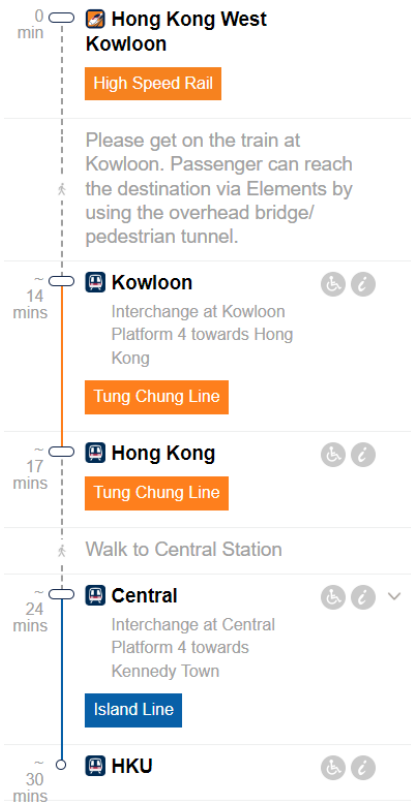 0 min
Hong Kong West
Kowloon
High Speed Rail
Please get on the train at
Kowloon. Passenger can reach
the destination via Elements by
using the overhead bridge/
pedestrian tunnel.
~
14
mins
Kowloon
Interchange at Kowloon
Platform 4 towards Hong
Kong
Tung Chung Line
~
17
mins
Hong Kong
Tung Chung Line
Walk to Central Station
~
24
mins
Central
Interchange at Central
Platform 4 towards
Kennedy Town
Island Line
~
30
mins
HKU